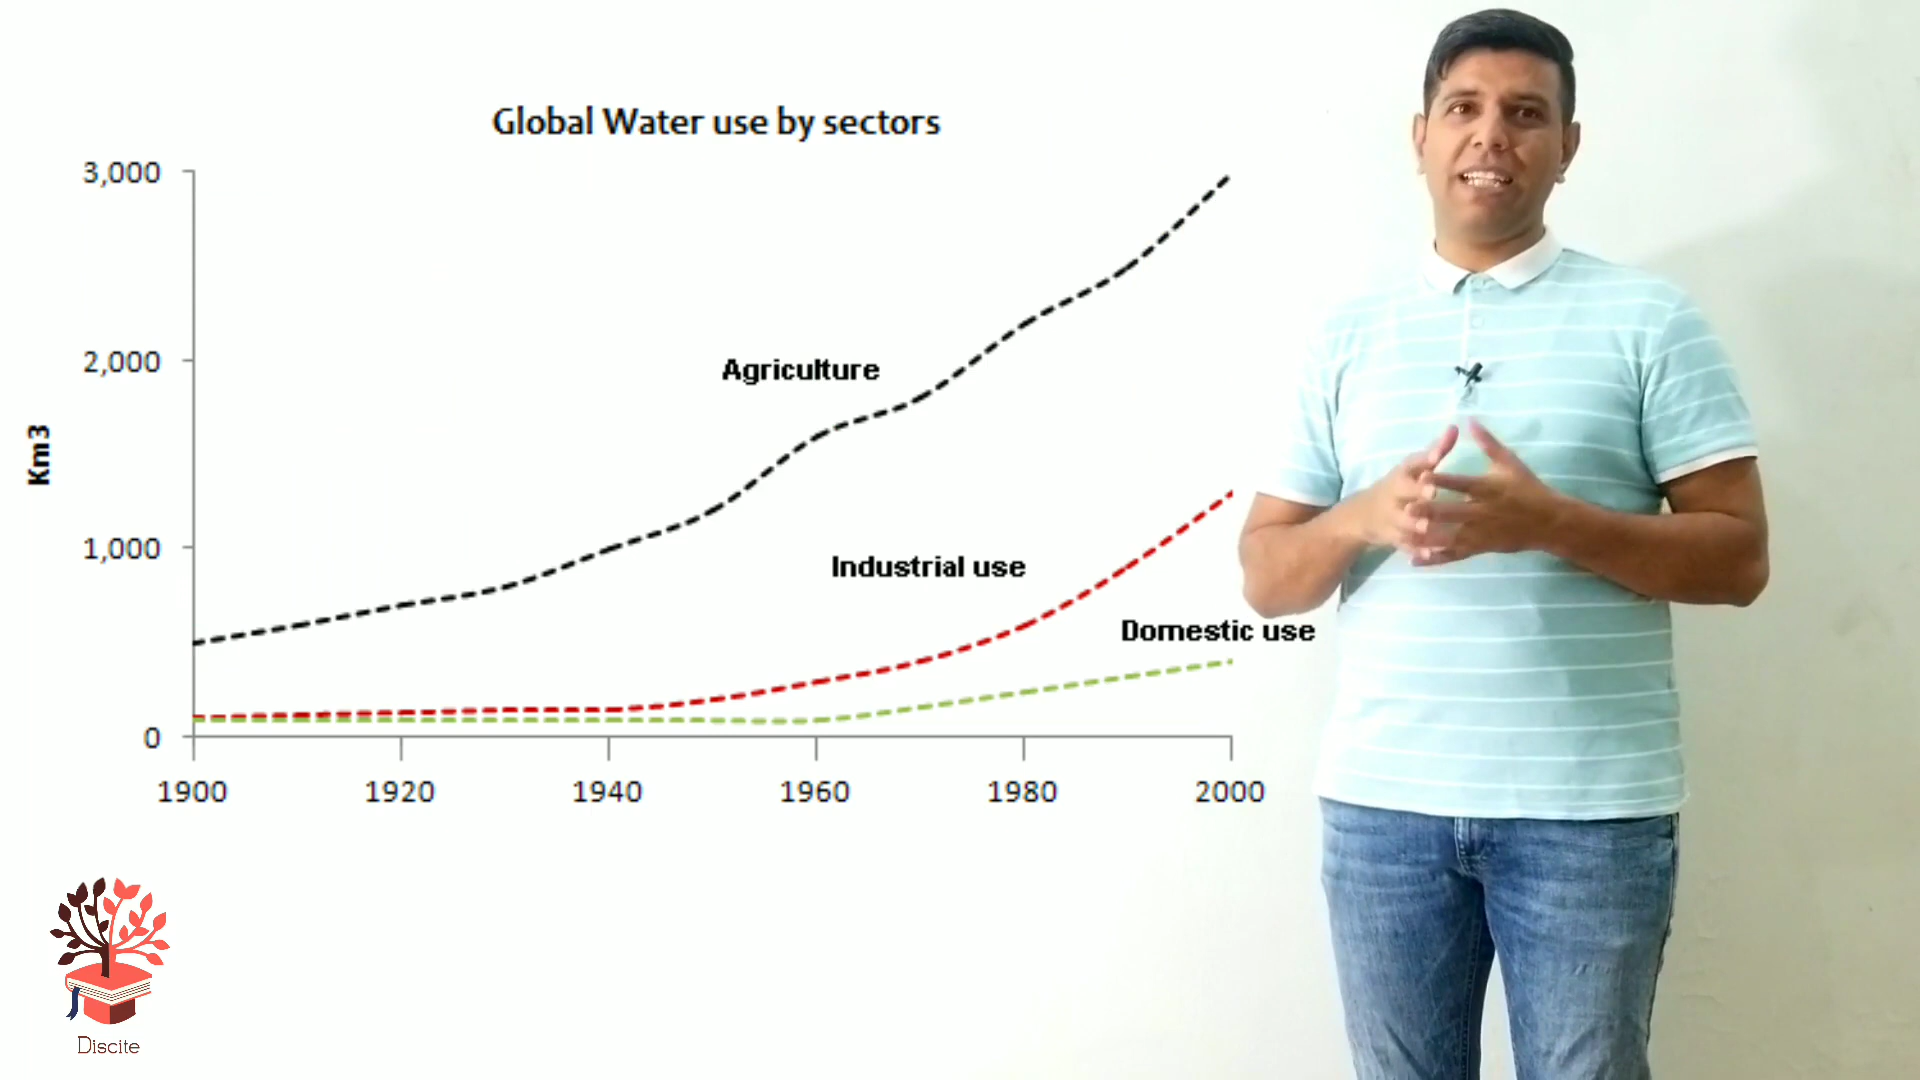 Global Water use by sectors
3,000
2,000
1,000
0
Km3
Agriculture
Industrial use
Domestic use
1900 1920 1940 1960 1980 2000
Discite